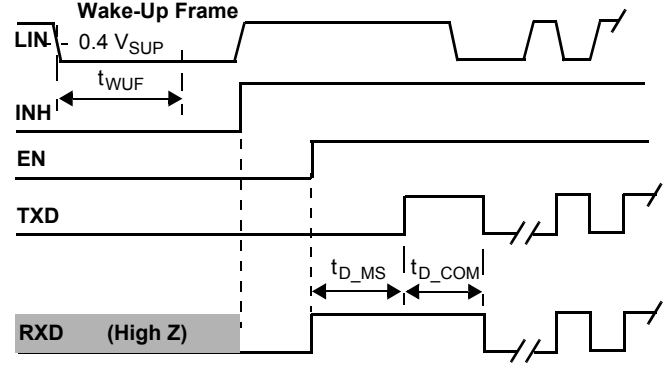 Wake-Up Frame
LIN
0.4 VSUP
tWUF
INH
EN
TXD
tD_MS
tD_COM
RXD (High Z)